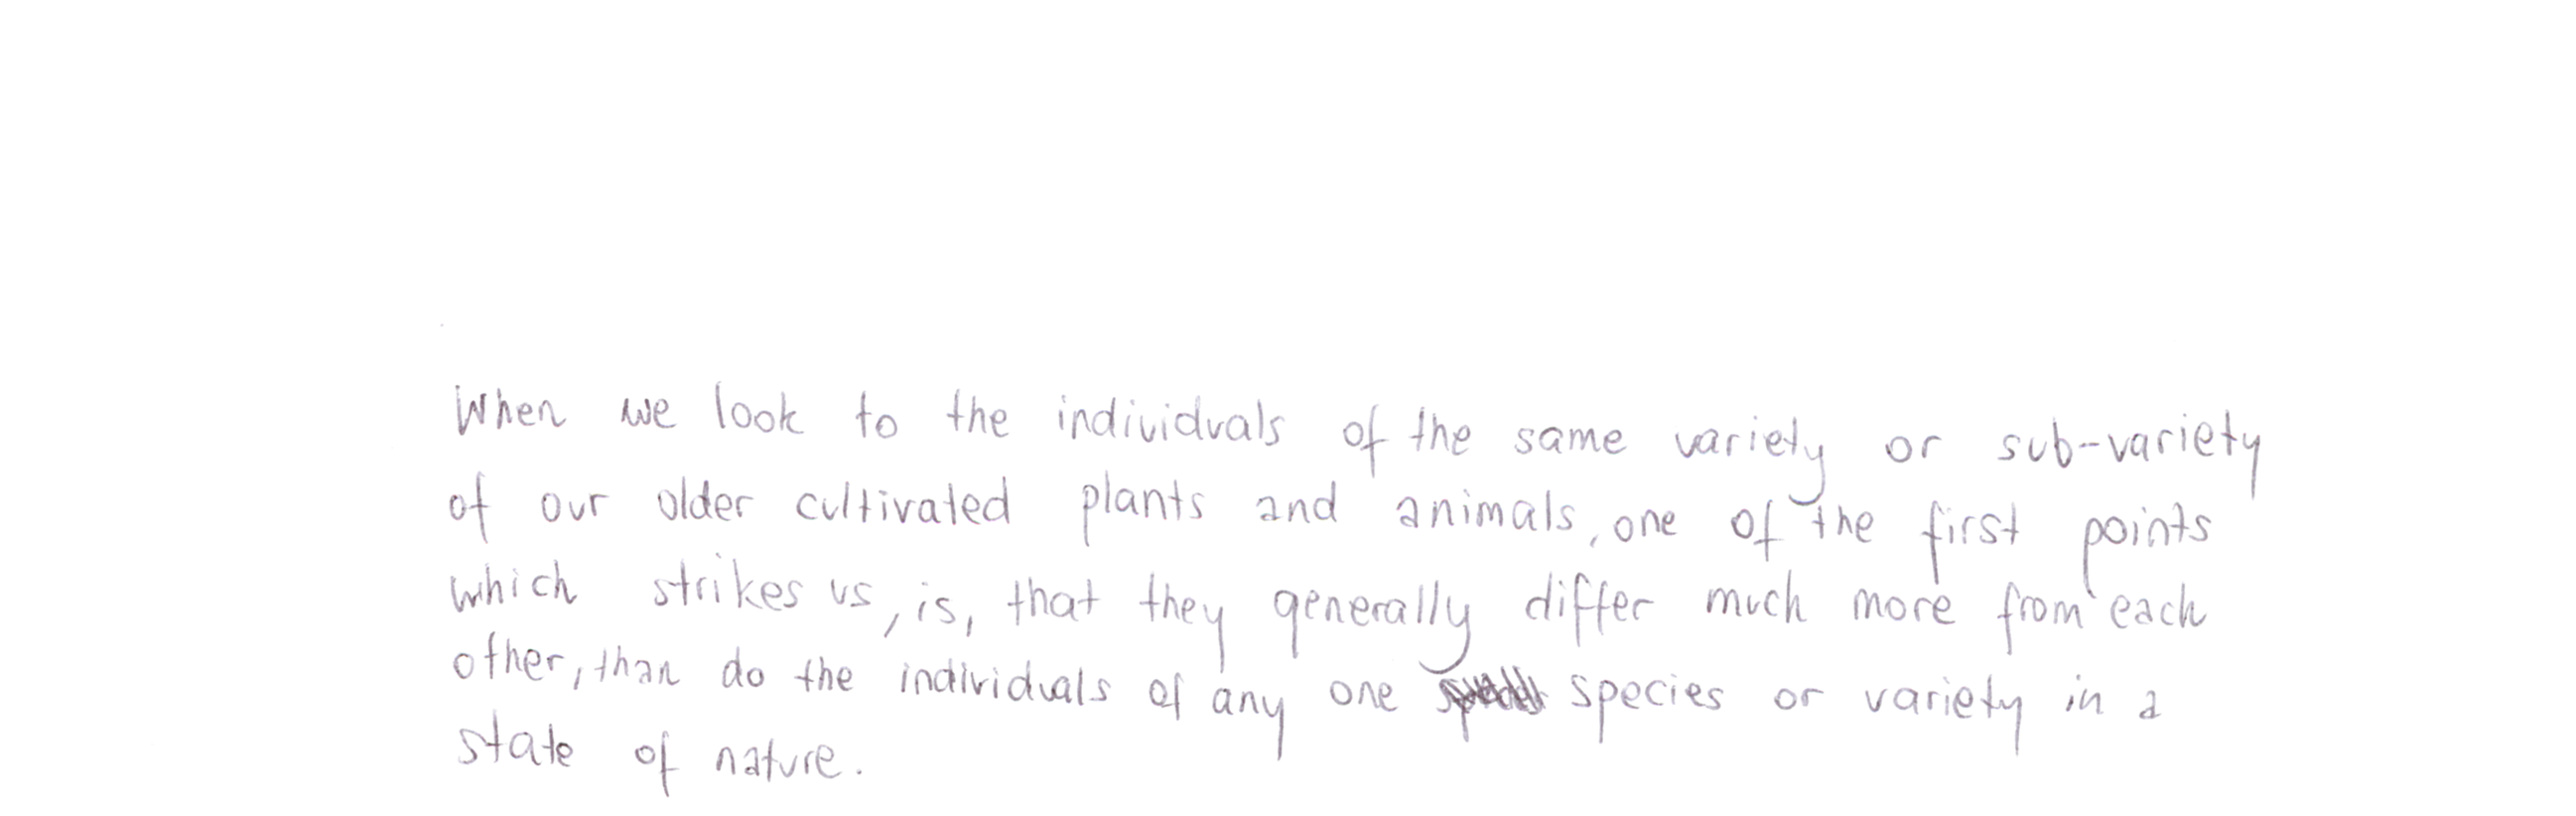 When we look to the individuals of the same variety or sub-variety
of our older cultivated plants and animals, one of the first points
which strikes us, is, that they generally differ much more from each
other, than do the individuals of any one species or variety in a
state of nature.